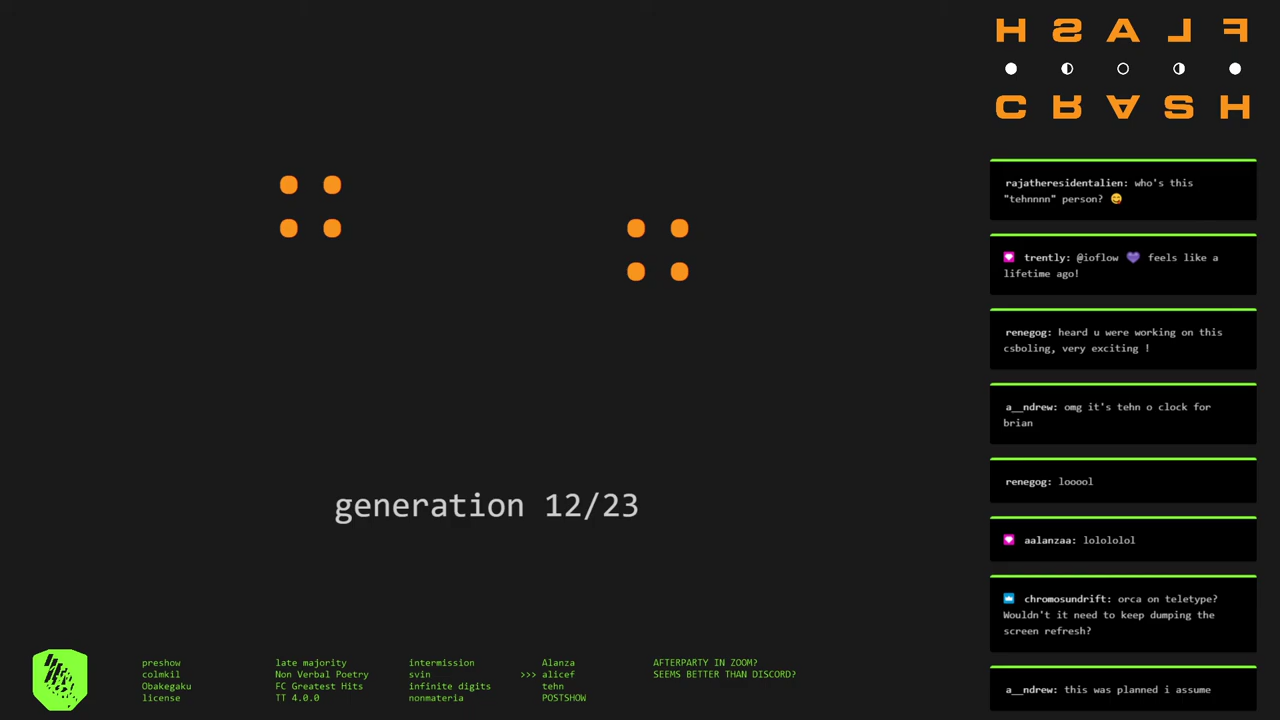 generation 12/23
FLASH
CRASH
rajatheresidentalien: who's this
"tehnnnn" person? 😋
trently: @ioflow 💜 feels like a
lifetime ago!
renegog: heard u were working on this
csboling, very exciting !
a__ndrew: omg it's tehn o clock for
brian
renegog: looool
aalanzaa: lolololol
chromosundrift: orca on teletype?
Wouldn't it need to keep dumping the
screen refresh?
a__ndrew: this was planned i assume
preshow
colmkil
Obakegaku
license
late majority
Non Verbal Poetry
FC Greatest Hits
TT 4.0.0
intermission
svin
infinite digits
nonmateria
Alanza
>>> alicef
tehn
POSTSHOW
AFTERPARTY IN ZOOM?
SEEMS BETTER THAN DISCORD?